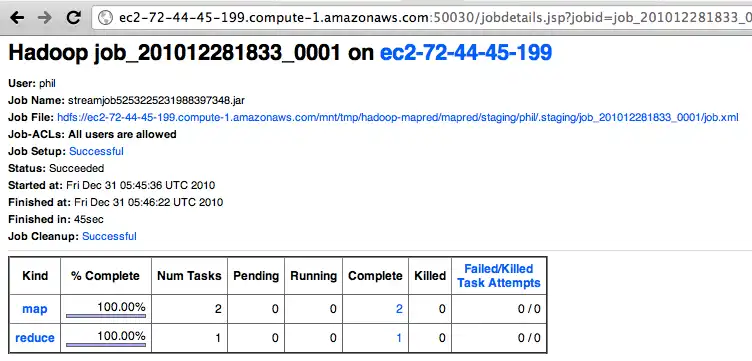 ec2-72-44-45-199.compute-1.amazonaws.com:50030/jobdetails.jsp?jobid=job_201012281833_0
Hadoop job_201012281833_0001 on ec2-72-44-45-199
User: phil
Job Name: streamjob5253225231988397348.jar
Job File: hdfs://ec2-72-44-45-199.compute-1.amazonaws.com/mnt/tmp/hadoop-mapred/mapred/staging/phil/.staging/job_201012281833_0001/job.xml
Job-ACLs: All users are allowed
Job Setup: Successful
Status: Succeeded
Started at: Fri Dec 31 05:45:36 UTC 2010
Finished at: Fri Dec 31 05:46:22 UTC 2010
Finished in: 45sec
Job Cleanup: Successful
Kind % Complete Num Tasks Pending Running Complete Killed Failed/Killed Task Attempts
map 100.00% 2 0 0 2 0 0 / 0
reduce 100.00% 1 0 0 1 0 0 / 0